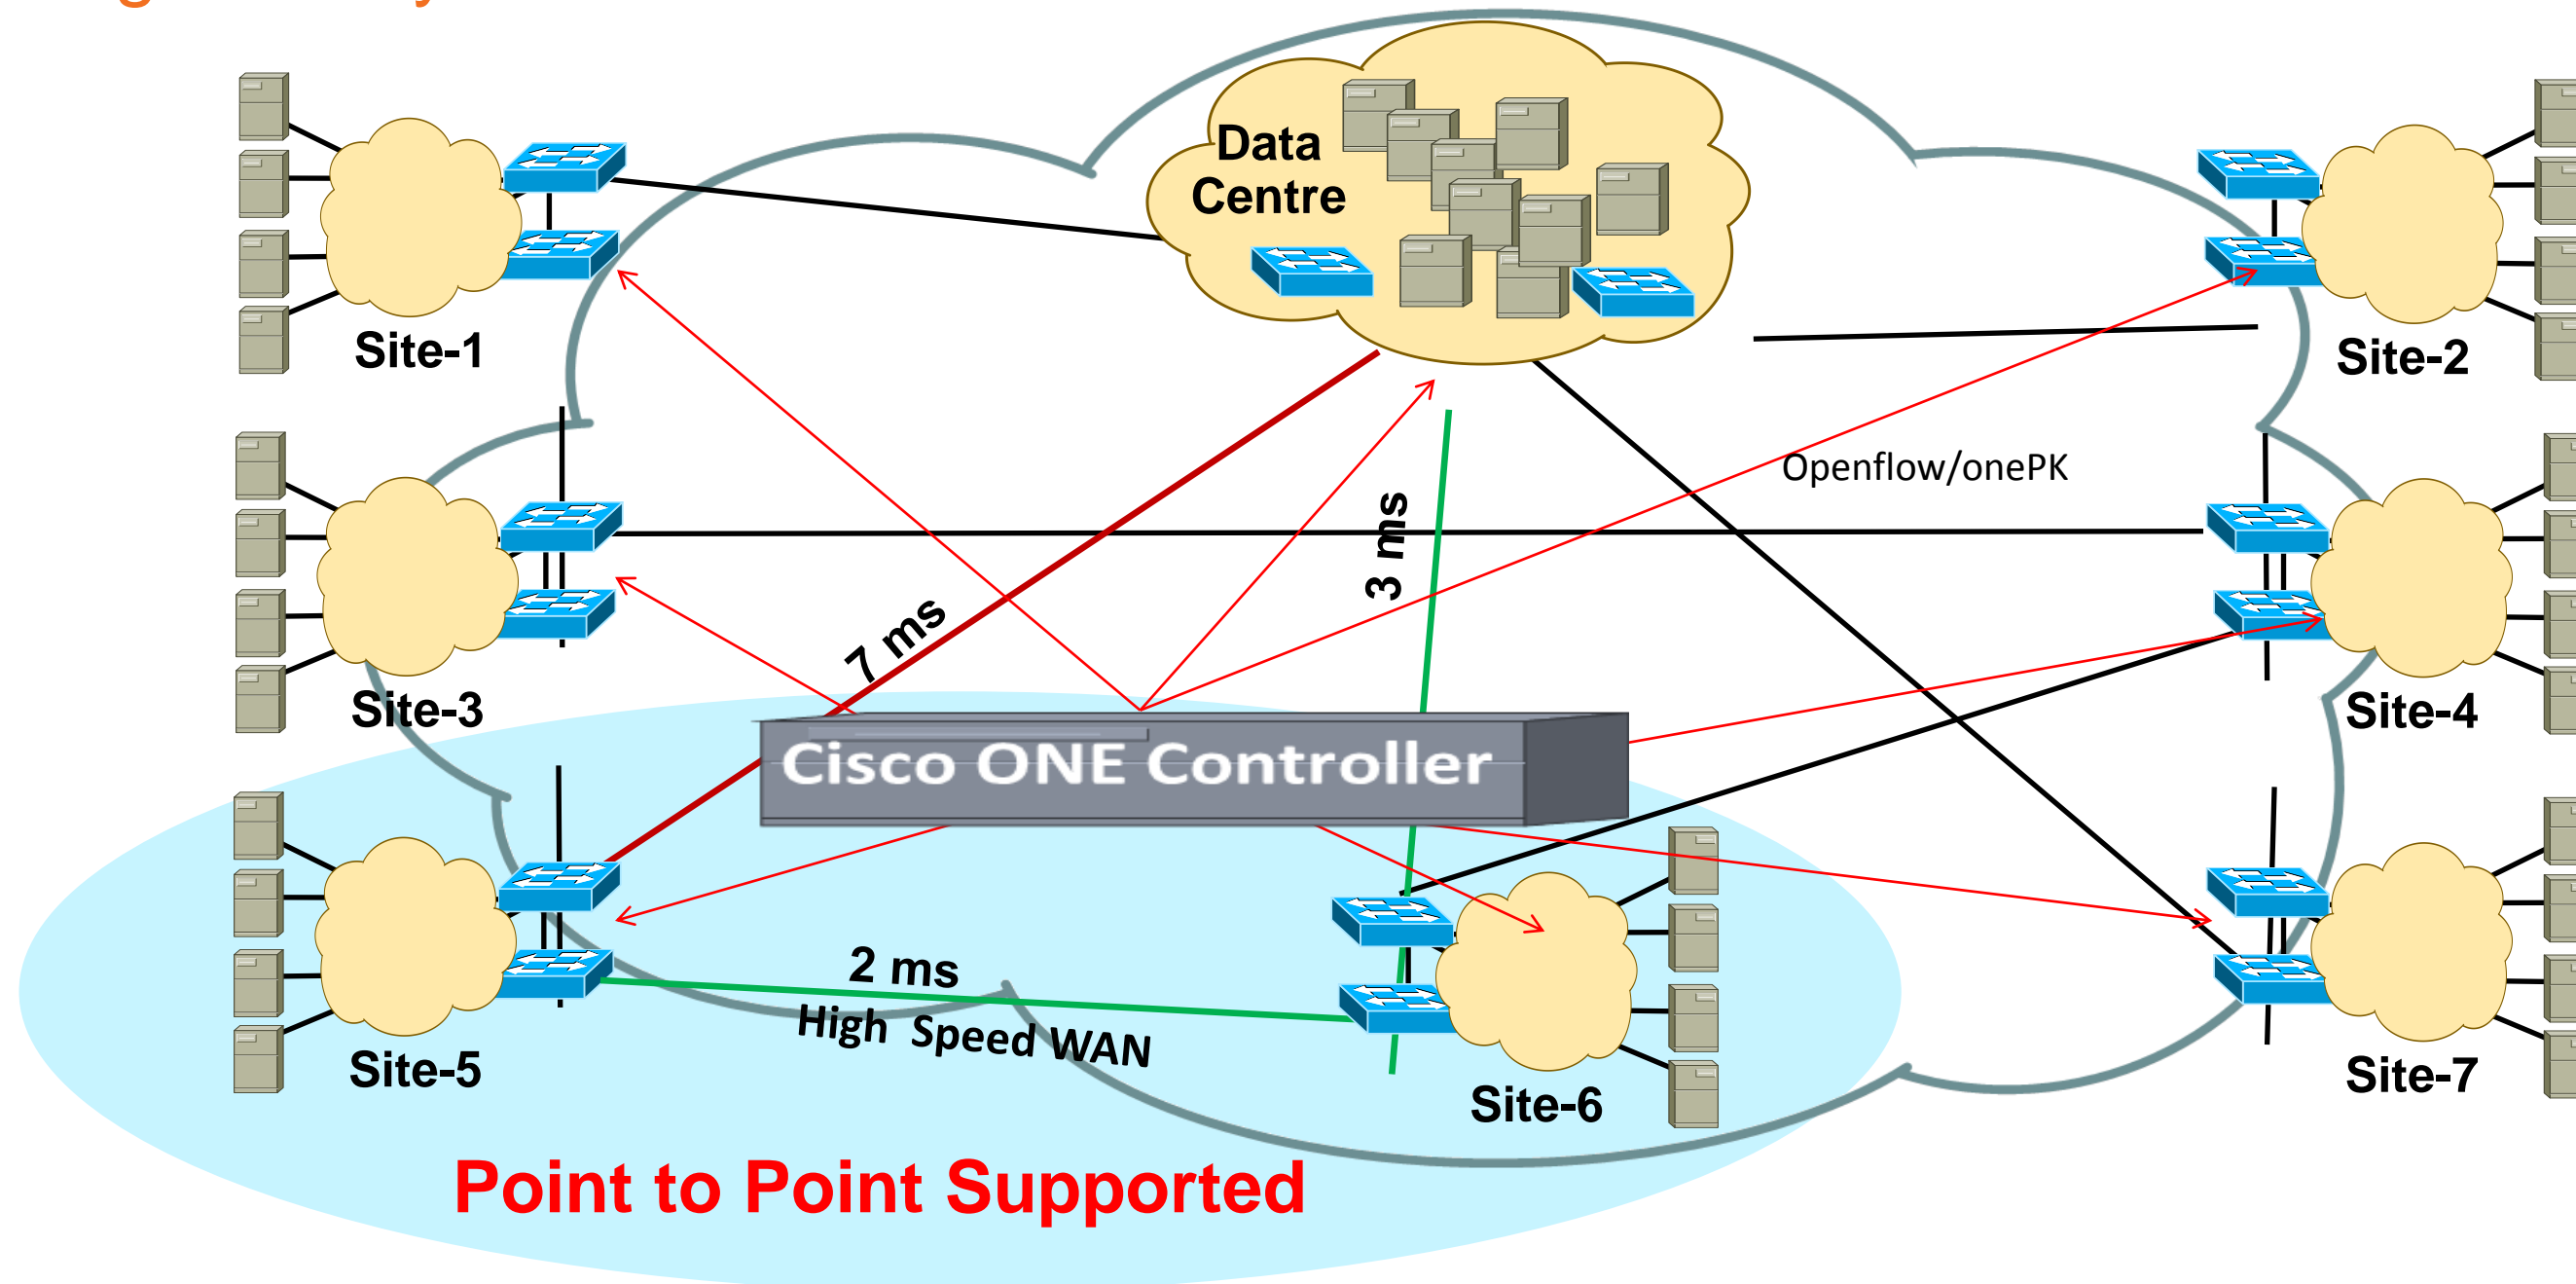 Data
Centre
Site-1
Site-2
Openflow/onePK
3 ms
7 ms
Site-3
Site-4
Cisco ONE Controller
2 ms
High Speed WAN
Site-5
Site-6
Site-7
Point to Point Supported